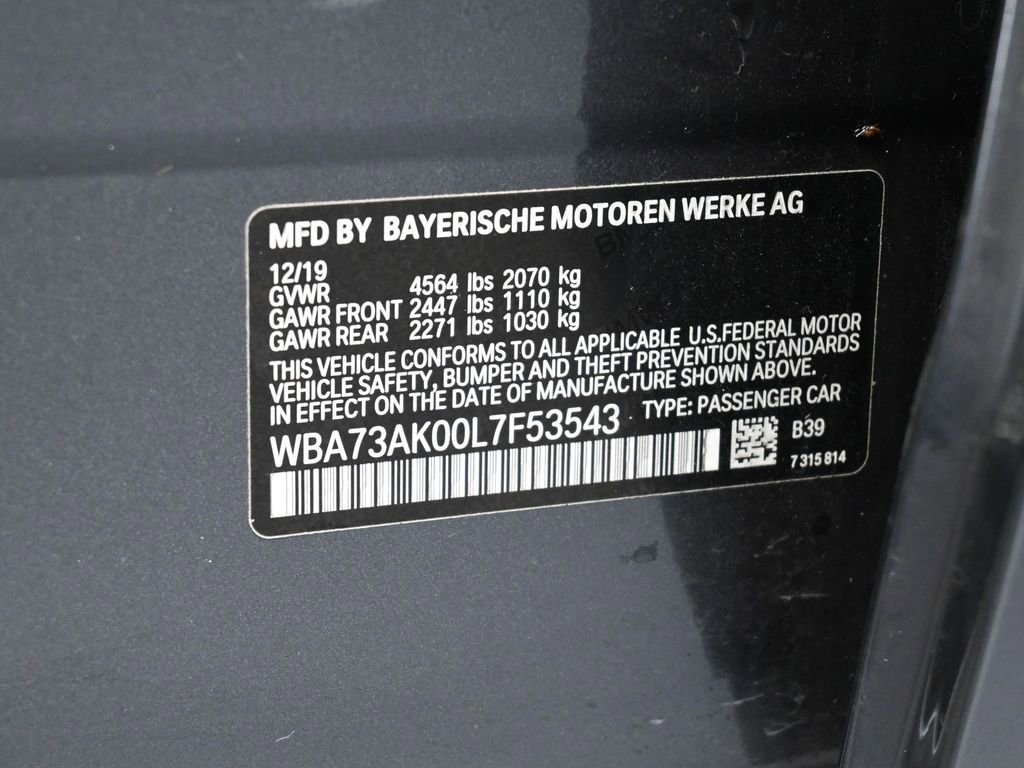 MFD BY BAYERISCHE MOTOREN WERKE AG
12/19
GVWR 4564 lbs 2070 kg
GAWR FRONT 2447 lbs 1110 kg
GAWR REAR 2271 lbs 1030 kg
THIS VEHICLE CONFORMS TO ALL APPLICABLE U.S.FEDERAL MOTOR
VEHICLE SAFETY, BUMPER AND THEFT PREVENTION STANDARDS
IN EFFECT ON THE DATE OF MANUFACTURE SHOWN ABOVE.
WBA73AK00L7F53543 TYPE: PASSENGER CAR
B39
7 315 814